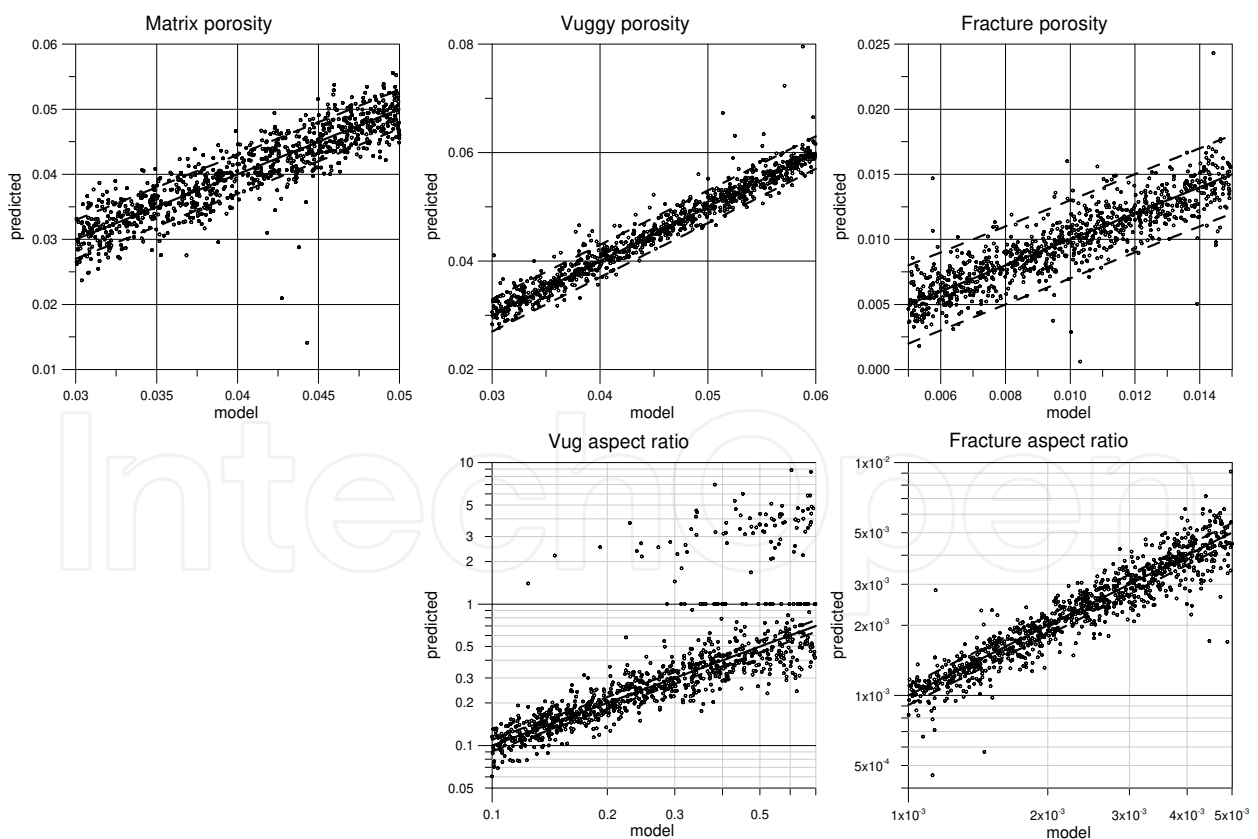 Matrix porosity
0.06
0.05
0.04
0.03
0.02
0.01
predicted
0.03
0.035
0.04
0.045
0.05
model
Vuggy porosity
0.08
0.06
0.04
0.02
predicted
0.03
0.04
0.05
0.06
model
Fracture porosity
0.025
0.020
0.015
0.010
0.005
0.000
predicted
0.006
0.008
0.010
0.012
0.014
model
IntechOpen
Vug aspect ratio
10
5
3
2
1
0.5
0.3
0.2
0.1
0.05
predicted
0.1
0.2
0.3
0.5
model
Fracture aspect ratio
1x10⁻²
5x10⁻³
3x10⁻³
2x10⁻³
1x10⁻³
5x10⁻⁴
predicted
1x10⁻³
2x10⁻³
3x10⁻³
4x10⁻³
5x10⁻³
model